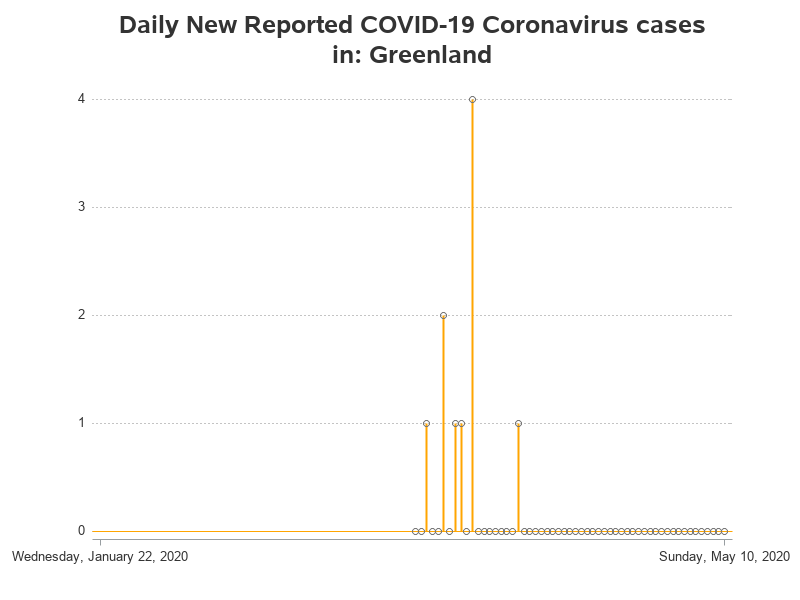 Daily New Reported COVID-19 Coronavirus cases
in: Greenland
4
3
2
1
0
Wednesday, January 22, 2020
Sunday, May 10, 2020